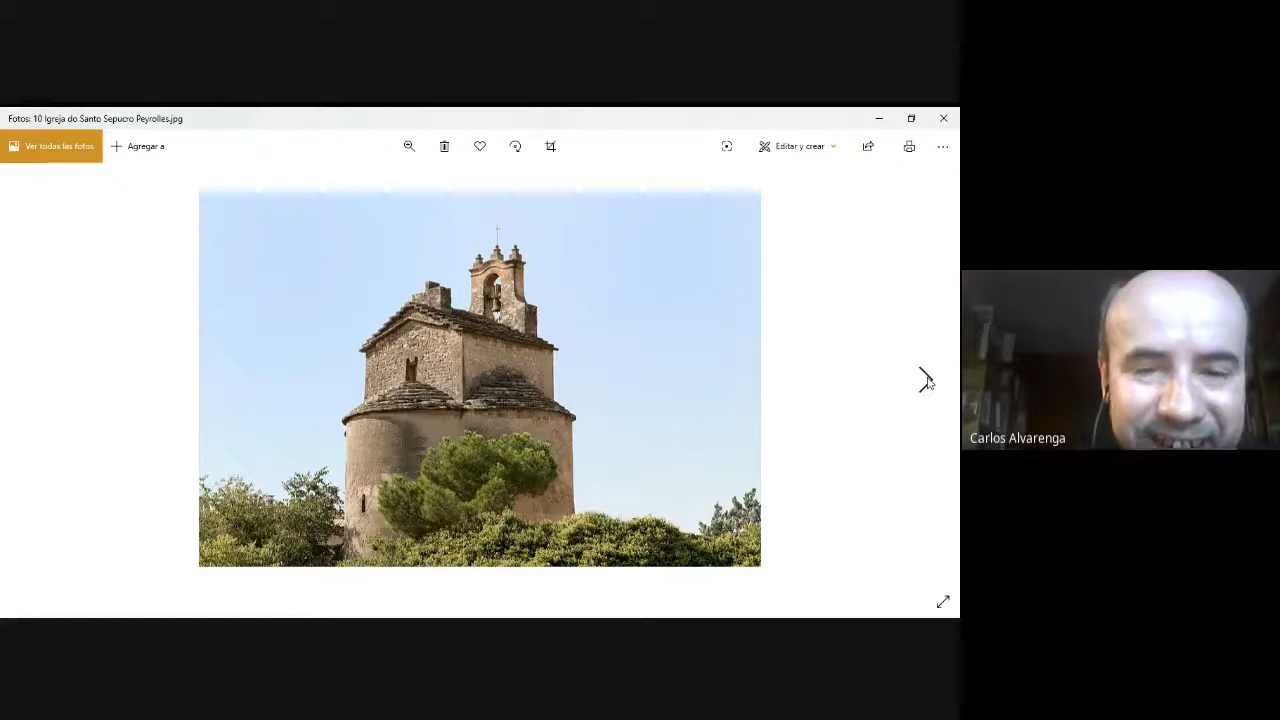 Fotos: 10 Igreja do Santo Sepucro Peyrolles.jpg
Ver todas las fotos
Agregar a
Editar y crear
Carlos Alvarenga